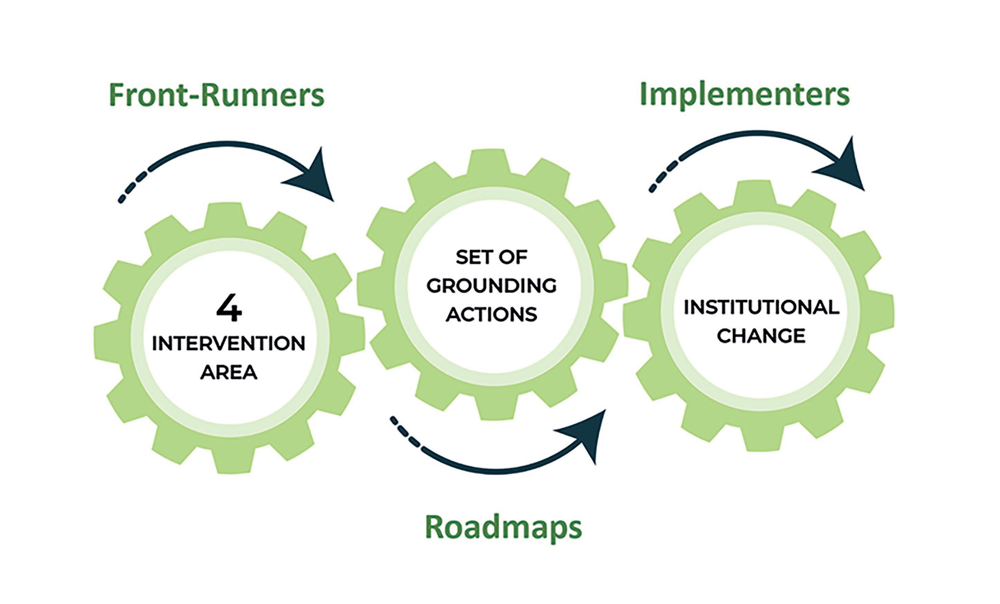 Front-Runners
Implementers
4
INTERVENTION
AREA
SET OF
GROUNDING
ACTIONS
INSTITUTIONAL
CHANGE
Roadmaps